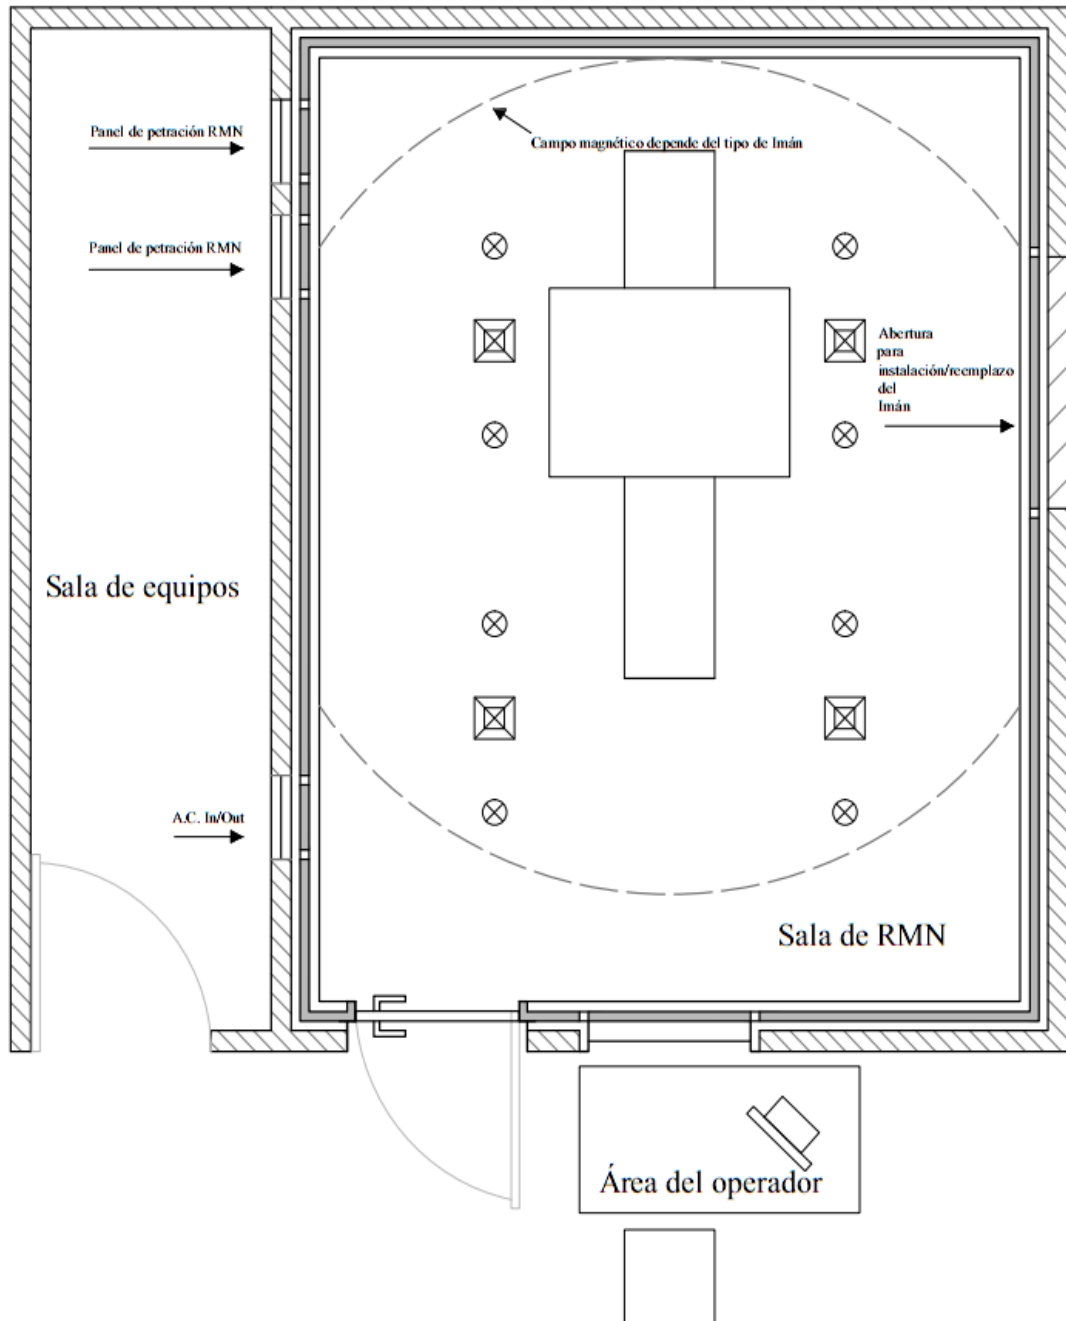 Panel de petración RMN
Campo magnético depende del tipo de Imán
Panel de petración RMN
Abertura
para
instalación/reemplazo
del
Imán
Sala de equipos
A.C. In/Out
Sala de RMN
Área del operador